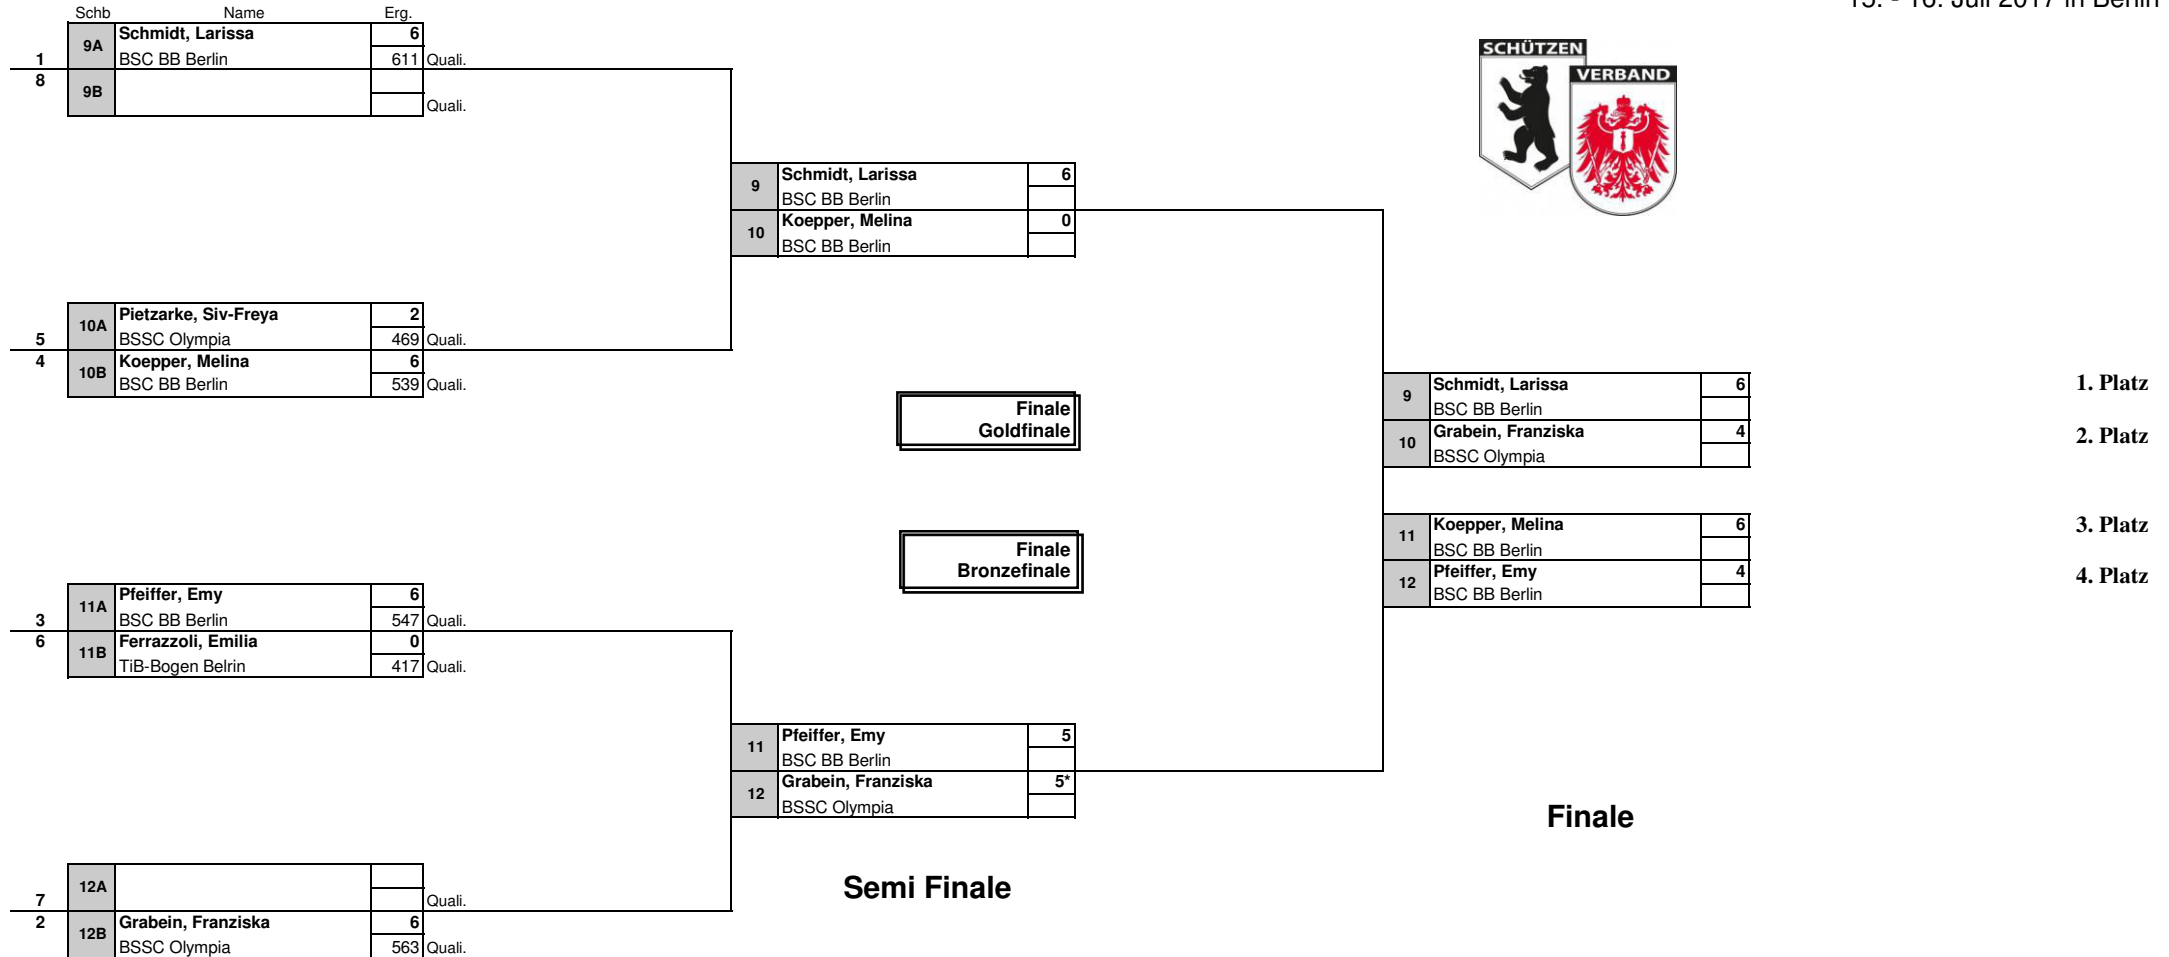 15. - 16. Juli 2017 in Berlin
Schb Name Erg.
9A Schmidt, Larissa 6
1 BSC BB Berlin 611 Quali.
8
9B
Quali.
SCHÜTZEN
VERBAND
9 Schmidt, Larissa 6
BSC BB Berlin
10 Koepper, Melina 0
BSC BB Berlin
10A Pietzarke, Siv-Freya 2
5 BSSC Olympia 469 Quali.
4 10B Koepper, Melina 6
BSC BB Berlin 539 Quali.
9 Schmidt, Larissa 6 1. Platz
BSC BB Berlin
10 Grabein, Franziska 4 2. Platz
BSSC Olympia
Finale
Goldfinale
11 Koepper, Melina 6 3. Platz
BSC BB Berlin
12 Pfeiffer, Emy 4 4. Platz
BSC BB Berlin
Finale
Bronzefinale
11A Pfeiffer, Emy 6
3 BSC BB Berlin 547 Quali.
6 11B Ferrazzoli, Emilia 0
TiB-Bogen Belrin 417 Quali.
11 Pfeiffer, Emy 5
BSC BB Berlin
12 Grabein, Franziska 5*
BSSC Olympia
Finale
Semi Finale
12A
7 Quali.
2 12B Grabein, Franziska 6
BSSC Olympia 563 Quali.